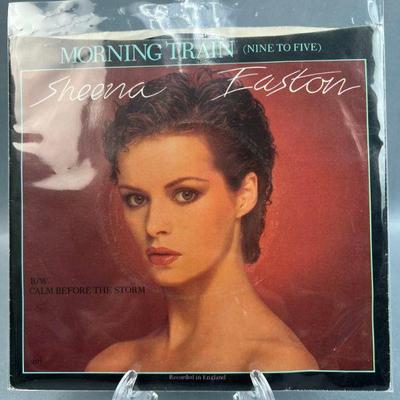 MORNING TRAIN (NINE TO FIVE)
Sheena Easton
B/W
CALM BEFORE THE STORM
Recorded in England